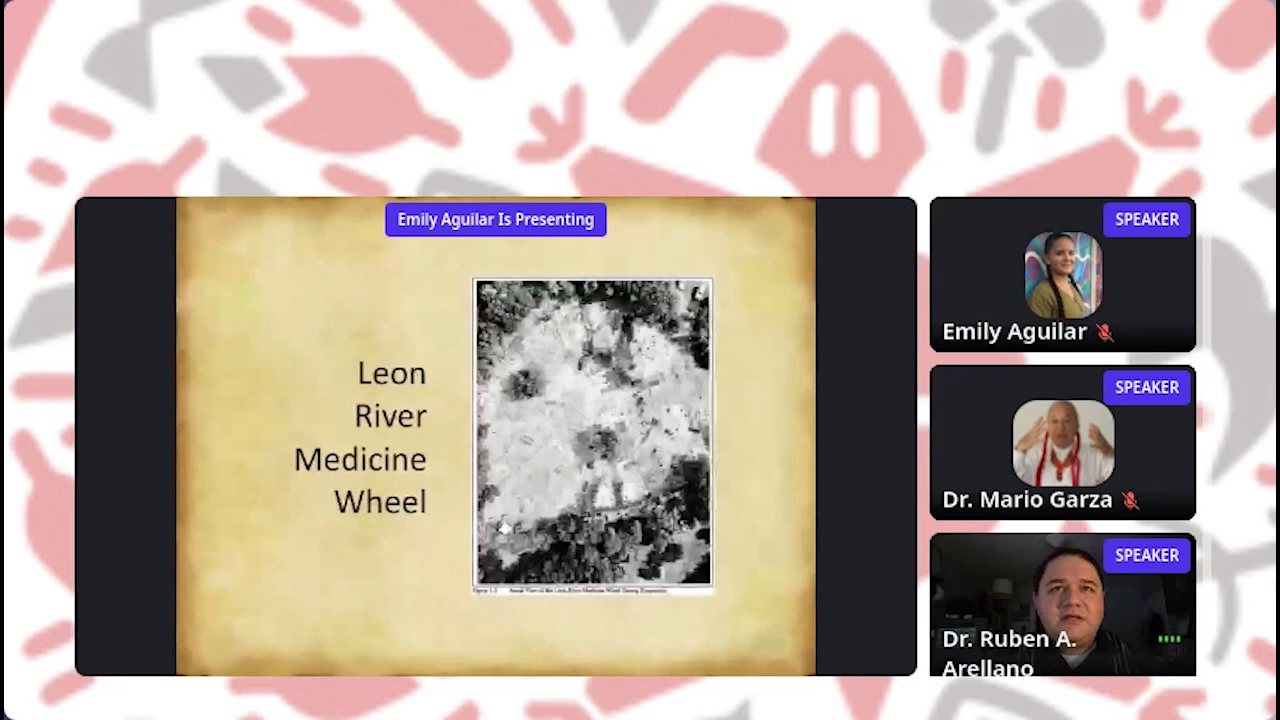 Emily Aguilar Is Presenting
Leon
River
Medicine
Wheel
SPEAKER
Emily Aguilar
SPEAKER
Dr. Mario Garza
SPEAKER
Dr. Ruben A.
Arellano